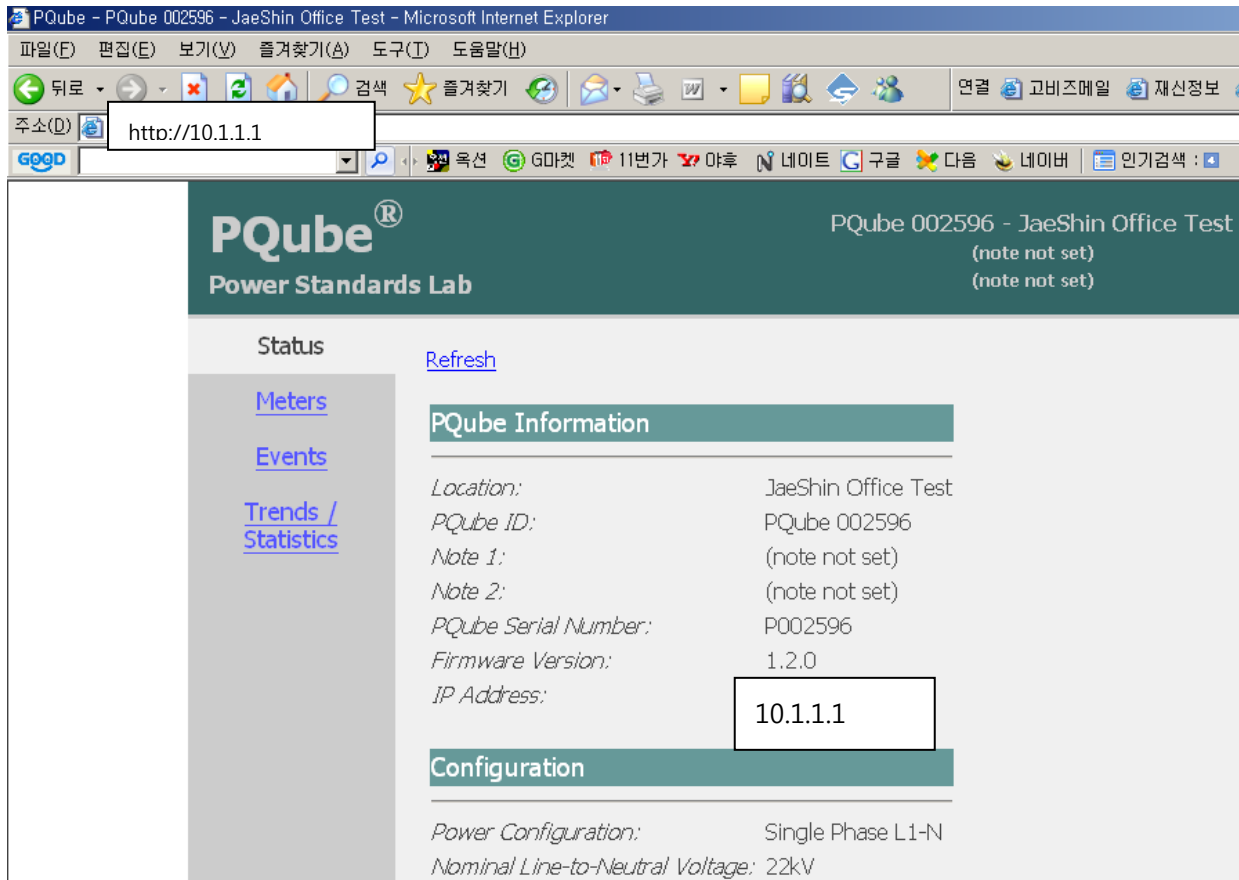 PQube - PQube 002596 - JaeShin Office Test - Microsoft Internet Explorer
파일(F) 편집(E) 보기(V) 즐겨찾기(A) 도구(T) 도움말(H)
뒤로 검색 즐겨찾기 연결 고비즈메일 재신정보
주소(D) http://10.1.1.1
GOOD 옥션 G마켓 11번가 야후 네이트 구글 다음 네이버 인기검색 :
PQube®
Power Standards Lab
PQube 002596 - JaeShin Office Test
(note not set)
(note not set)
Status
Meters
Events
Trends /
Statistics
Refresh
PQube Information
Location: JaeShin Office Test
PQube ID: PQube 002596
Note 1: (note not set)
Note 2: (note not set)
PQube Serial Number: P002596
Firmware Version: 1.2.0
IP Address: 10.1.1.1
Configuration
Power Configuration: Single Phase L1-N
Nominal Line-to-Neutral Voltage: 22kV